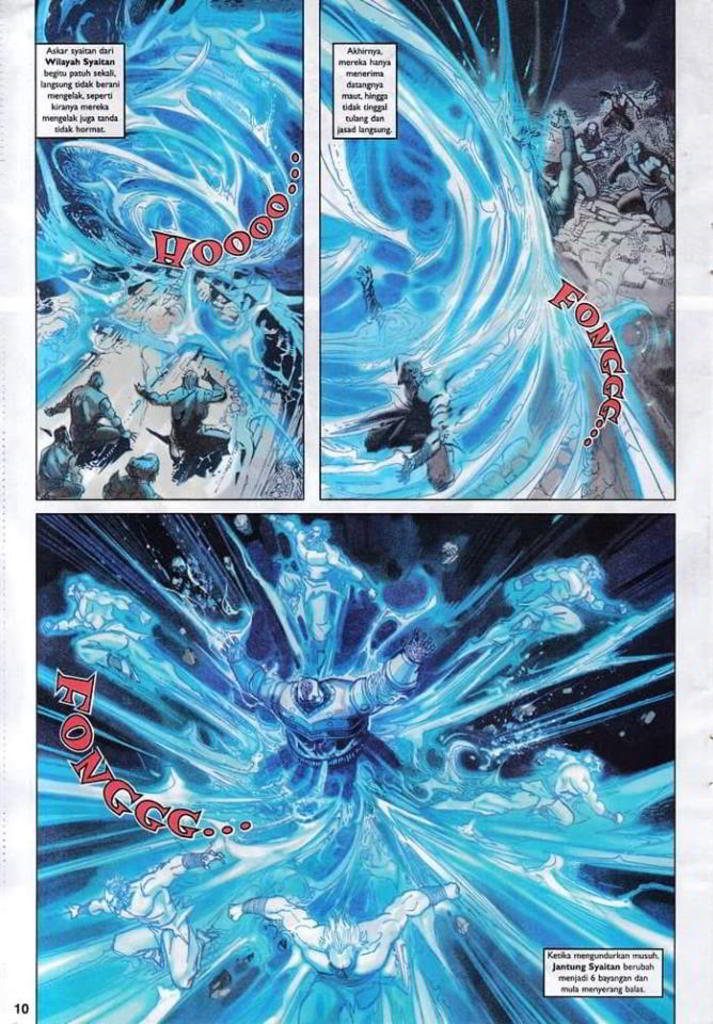 Askar syaitan dari
Wilayah Syaitan
begitu patuh sekali,
langsung tidak berani
mengelak, seperti
kiranya mereka
mengelak juga tanda
tidak hormat.
HOOOO...
Akhirnya,
mereka hanya
menerima
datangnya
maut, hingga
tidak tinggal
tulang dan
jasad langsung.
FONGGG...
FONGGG...
Ketika mengundurkan musuh,
Jantung Syaitan berubah
menjadi 6 bayangan dan
mula menyerang balas.
10